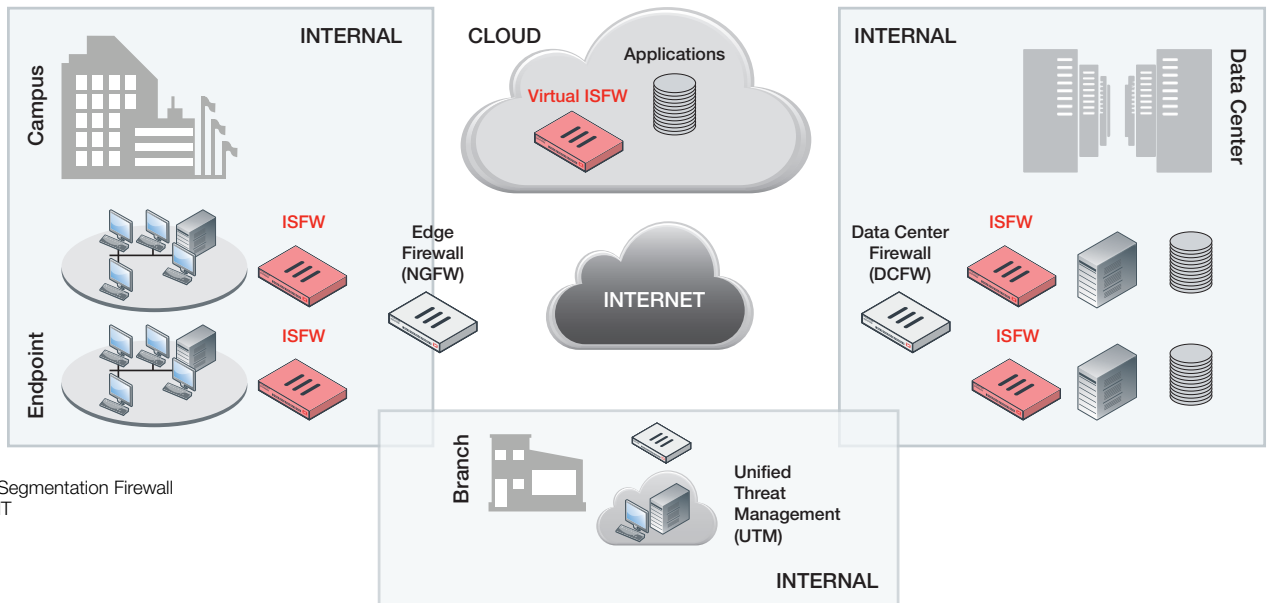 INTERNAL
Campus
ISFW
ISFW
Endpoint
Edge
Firewall
(NGFW)
CLOUD
Applications
Virtual ISFW
INTERNET
INTERNAL
Data Center
Data Center
Firewall
(DCFW)
ISFW
ISFW
Branch
Unified
Threat
Management
(UTM)
INTERNAL
Segmentation Firewall